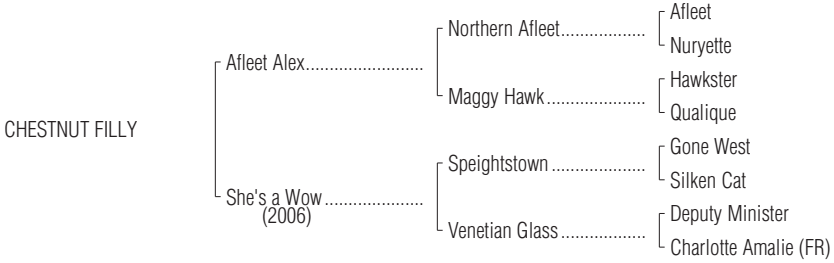 Afleet
Northern Afleet....................
Nuryette
Afleet Alex............................
Hawkster
Maggy Hawk.......................
Qualique
CHESTNUT FILLY
Gone West
Speightstown ......................
Silken Cat
She's a Wow.......................
(2006)
Deputy Minister
Venetian Glass....................
Charlotte Amalie (FR)